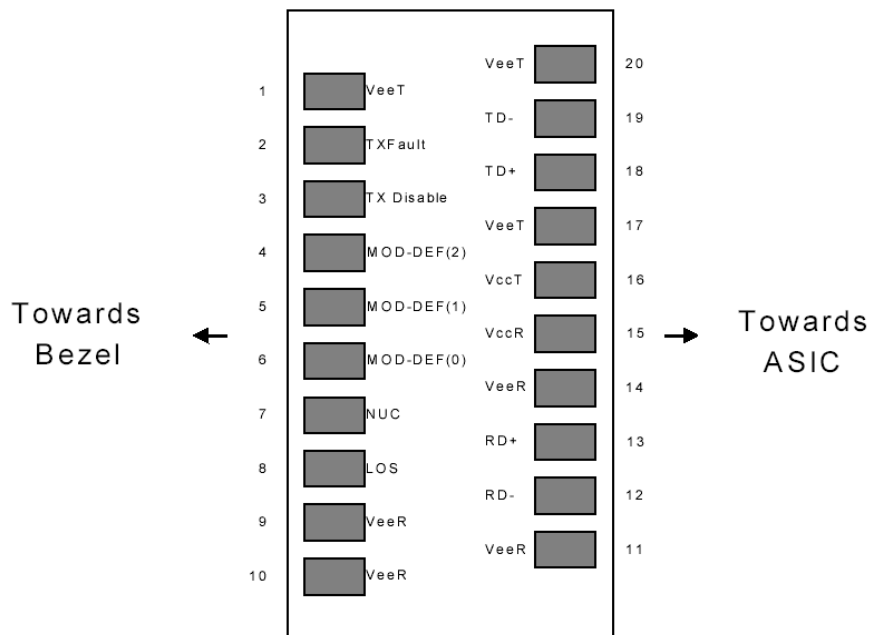 VeeT 20
1 VeeT
TD- 19
2 TXFault
TD+ 18
3 TX Disable
VeeT 17
4 MOD-DEF(2)
VccT 16
5 MOD-DEF(1)
Towards
Bezel
VccR 15
Towards
ASIC
6 MOD-DEF(0)
VeeR 14
7 NUC
RD+ 13
8 LOS
RD- 12
9 VeeR
VeeR 11
10 VeeR